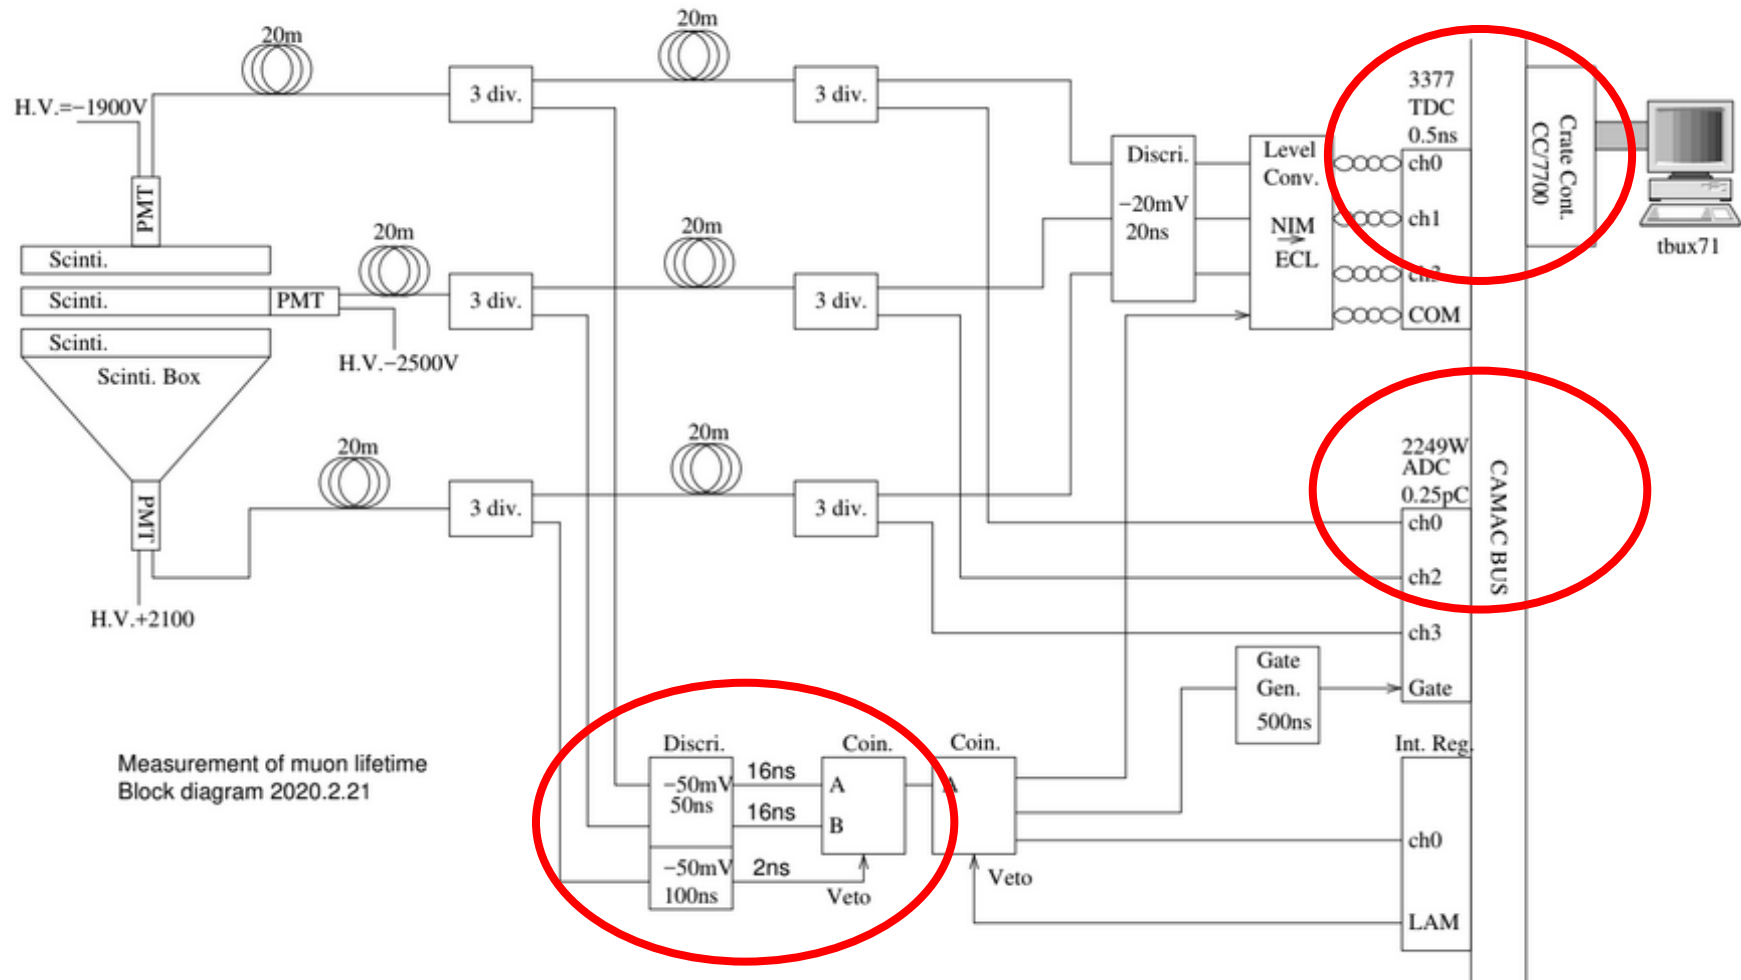 20m
20m
H.V.=−1900V
3 div.
3 div.
3377
TDC
0.5ns
Discri.
−20mV
20ns
Level
Conv.
NIM
→
ECL
ch0
ch1
ch3
COM
Crate Cont.
CC/7700
tbux71
PMT
Scinti.
Scinti.
PMT
20m
20m
3 div.
3 div.
H.V.−2500V
Scinti.
Scinti. Box
20m
20m
PMT
3 div.
3 div.
H.V.+2100
2249W
ADC
0.25pC
ch0
ch2
ch3
Gate
CAMAC BUS
Gate
Gen.
500ns
Measurement of muon lifetime
Block diagram 2020.2.21
Discri.
−50mV
50ns
−50mV
100ns
16ns
16ns
2ns
Coin.
A
B
Veto
Coin.
A
Veto
Int. Reg.
ch0
LAM